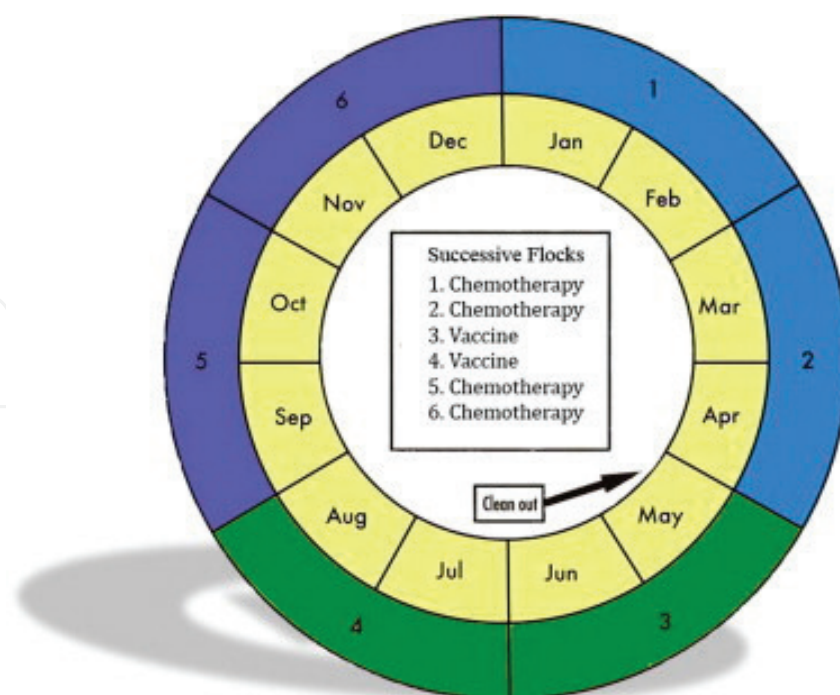 1
2
3
4
5
6
Jan
Feb
Mar
Apr
May
Jun
Jul
Aug
Sep
Oct
Nov
Dec
Successive Flocks
1. Chemotherapy
2. Chemotherapy
3. Vaccine
4. Vaccine
5. Chemotherapy
6. Chemotherapy
Clean out